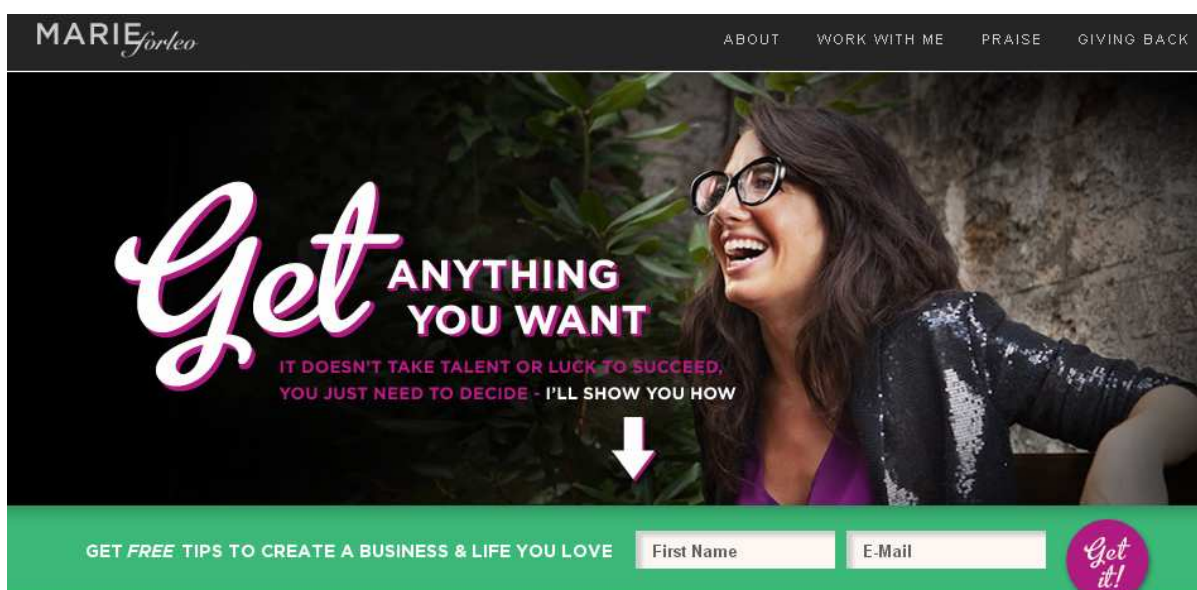 MARIE forleo
ABOUT WORK WITH ME PRAISE GIVING BACK
Get ANYTHING
YOU WANT
IT DOESN'T TAKE TALENT OR LUCK TO SUCCEED,
YOU JUST NEED TO DECIDE - I'LL SHOW YOU HOW
GET FREE TIPS TO CREATE A BUSINESS & LIFE YOU LOVE
First Name
E-Mail
Get
it!